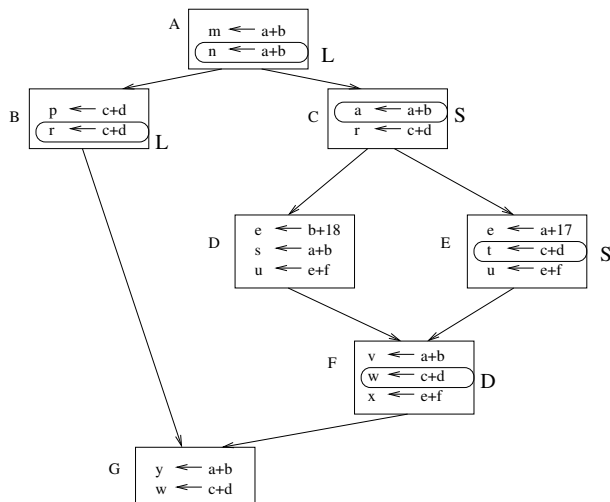 A
m ← a+b
n ← a+b L
B
p ← c+d
r ← c+d L
C
a ← a+b S
r ← c+d
D
e ← b+18
s ← a+b
u ← e+f
E
e ← a+17
t ← c+d S
u ← e+f
F
v ← a+b
w ← c+d D
x ← e+f
G
y ← a+b
w ← c+d